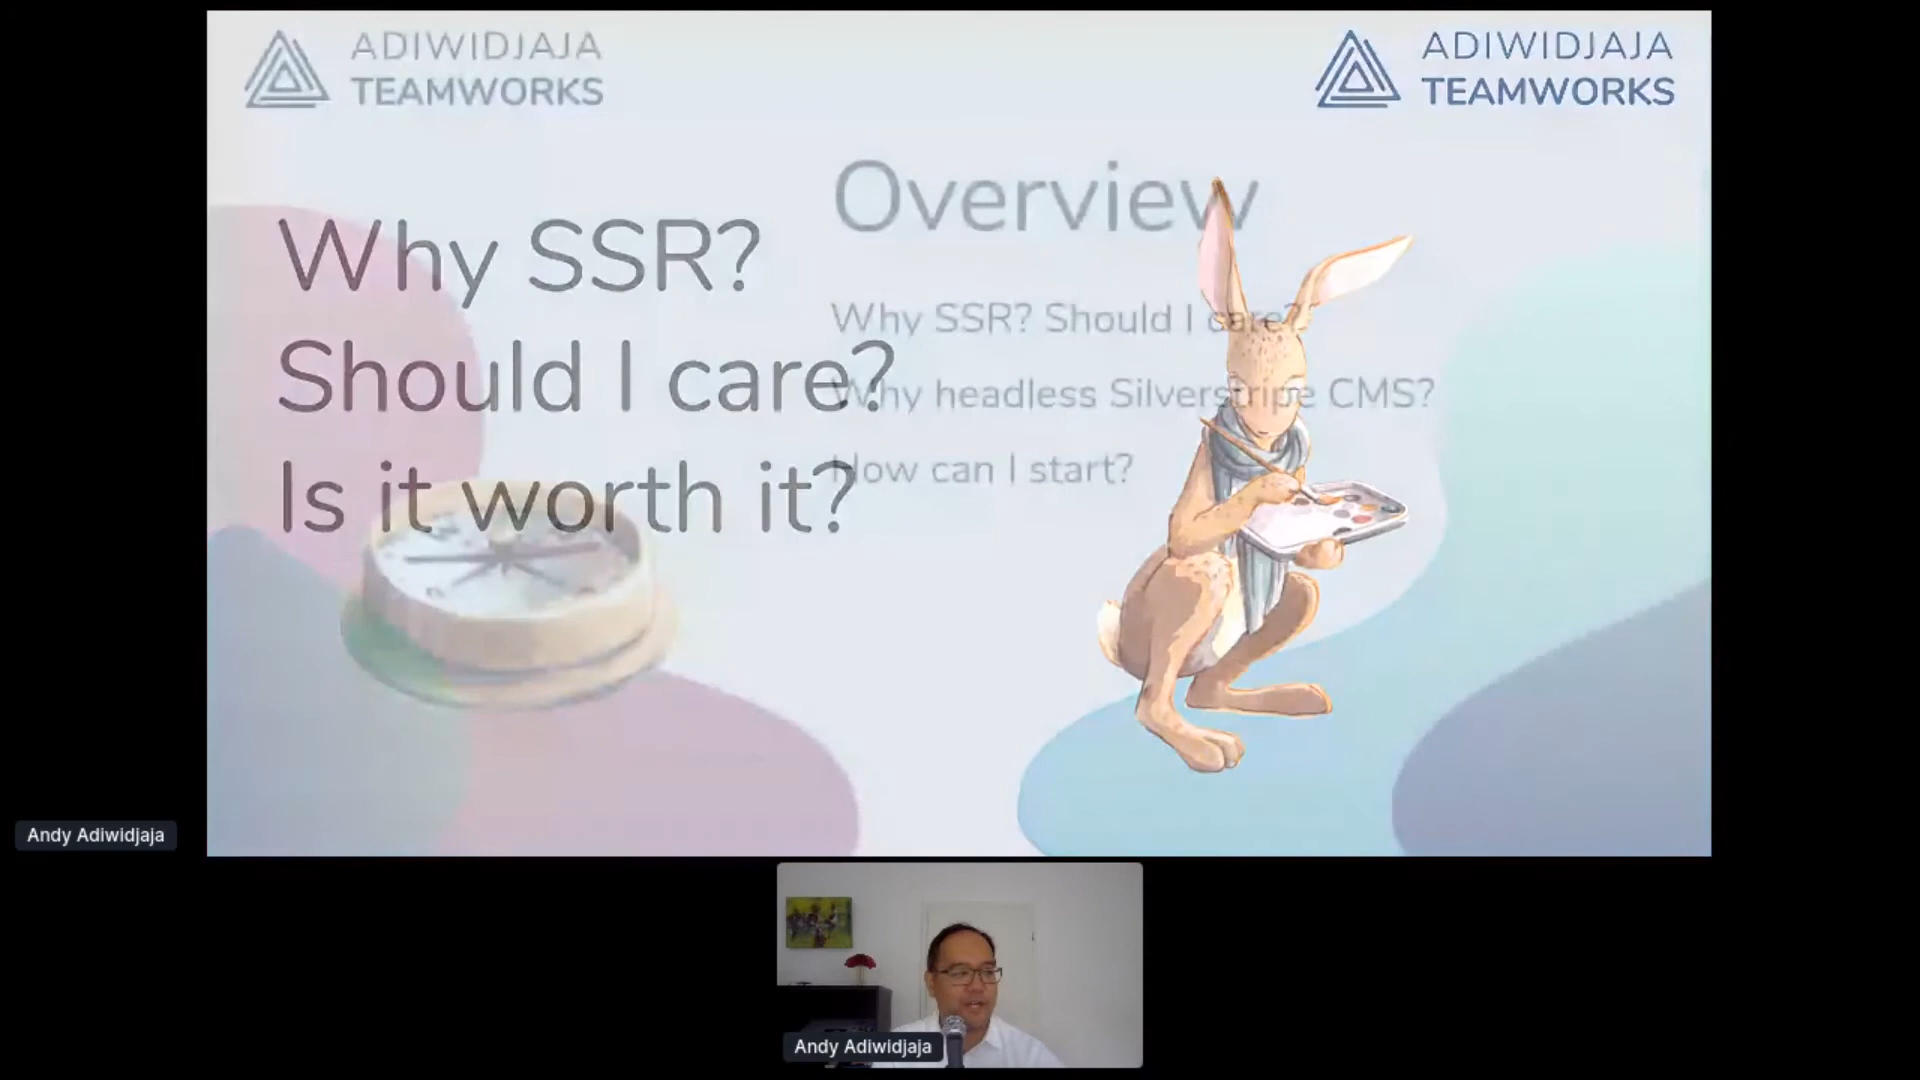 ADIWIDJAJA
TEAMWORKS
ADIWIDJAJA
TEAMWORKS
Why SSR?
Should I care?
Is it worth it?
Overview
Why SSR? Should I care?
Why headless Silverstripe CMS?
How can I start?
Andy Adiwidjaja
Andy Adiwidjaja